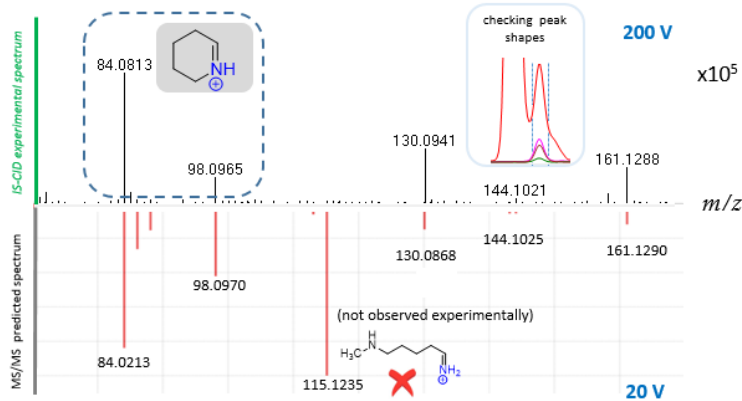 checking peak
shapes
200 V
84.0813
NH
+
x10⁵
IS-CID experimental spectrum
130.0941
98.0965
161.1288
144.1021
m/z
MS/MS predicted spectrum
144.1025
130.0868
161.1290
98.0970
(not observed experimentally)
H
N
H₃C
84.0213
NH₂
+
115.1235
20 V